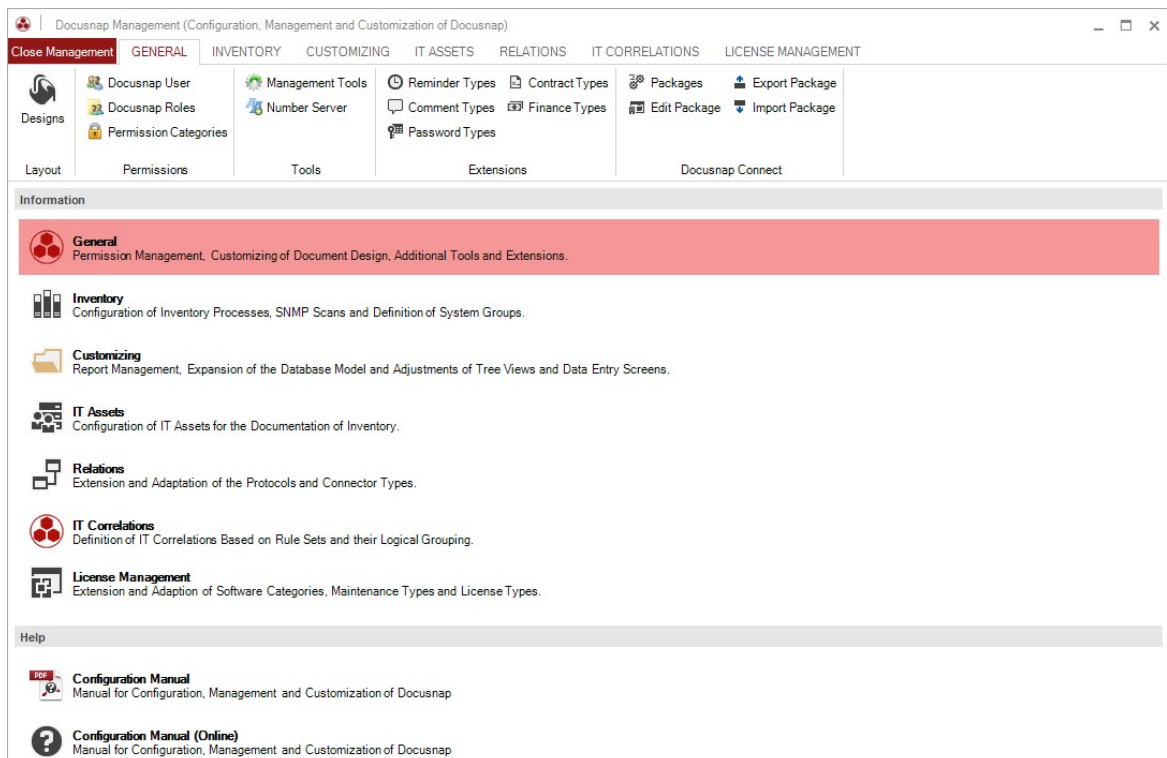 Docusnap Management (Configuration, Management and Customization of Docusnap)
Close Management GENERAL INVENTORY CUSTOMIZING IT ASSETS RELATIONS IT CORRELATIONS LICENSE MANAGEMENT
Docusnap User Management Tools Reminder Types Contract Types Packages Export Package
Designs Docusnap Roles Number Server Comment Types Finance Types Edit Package Import Package
Permission Categories Password Types
Layout Permissions Tools Extensions Docusnap Connect
Information
General
Permission Management, Customizing of Document Design, Additional Tools and Extensions.
Inventory
Configuration of Inventory Processes, SNMP Scans and Definition of System Groups.
Customizing
Report Management, Expansion of the Database Model and Adjustments of Tree Views and Data Entry Screens.
IT Assets
Configuration of IT Assets for the Documentation of Inventory.
Relations
Extension and Adaptation of the Protocols and Connector Types.
IT Correlations
Definition of IT Correlations Based on Rule Sets and their Logical Grouping.
License Management
Extension and Adaption of Software Categories, Maintenance Types and License Types.
Help
PDF
Configuration Manual
Manual for Configuration, Management and Customization of Docusnap
Configuration Manual (Online)
Manual for Configuration, Management and Customization of Docusnap